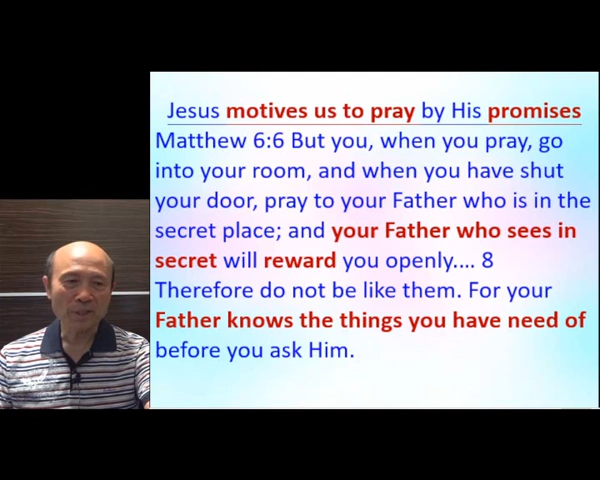 Jesus motives us to pray by His promises
Matthew 6:6 But you, when you pray, go
into your room, and when you have shut
your door, pray to your Father who is in the
secret place; and your Father who sees in
secret will reward you openly.... 8
Therefore do not be like them. For your
Father knows the things you have need of
before you ask Him.